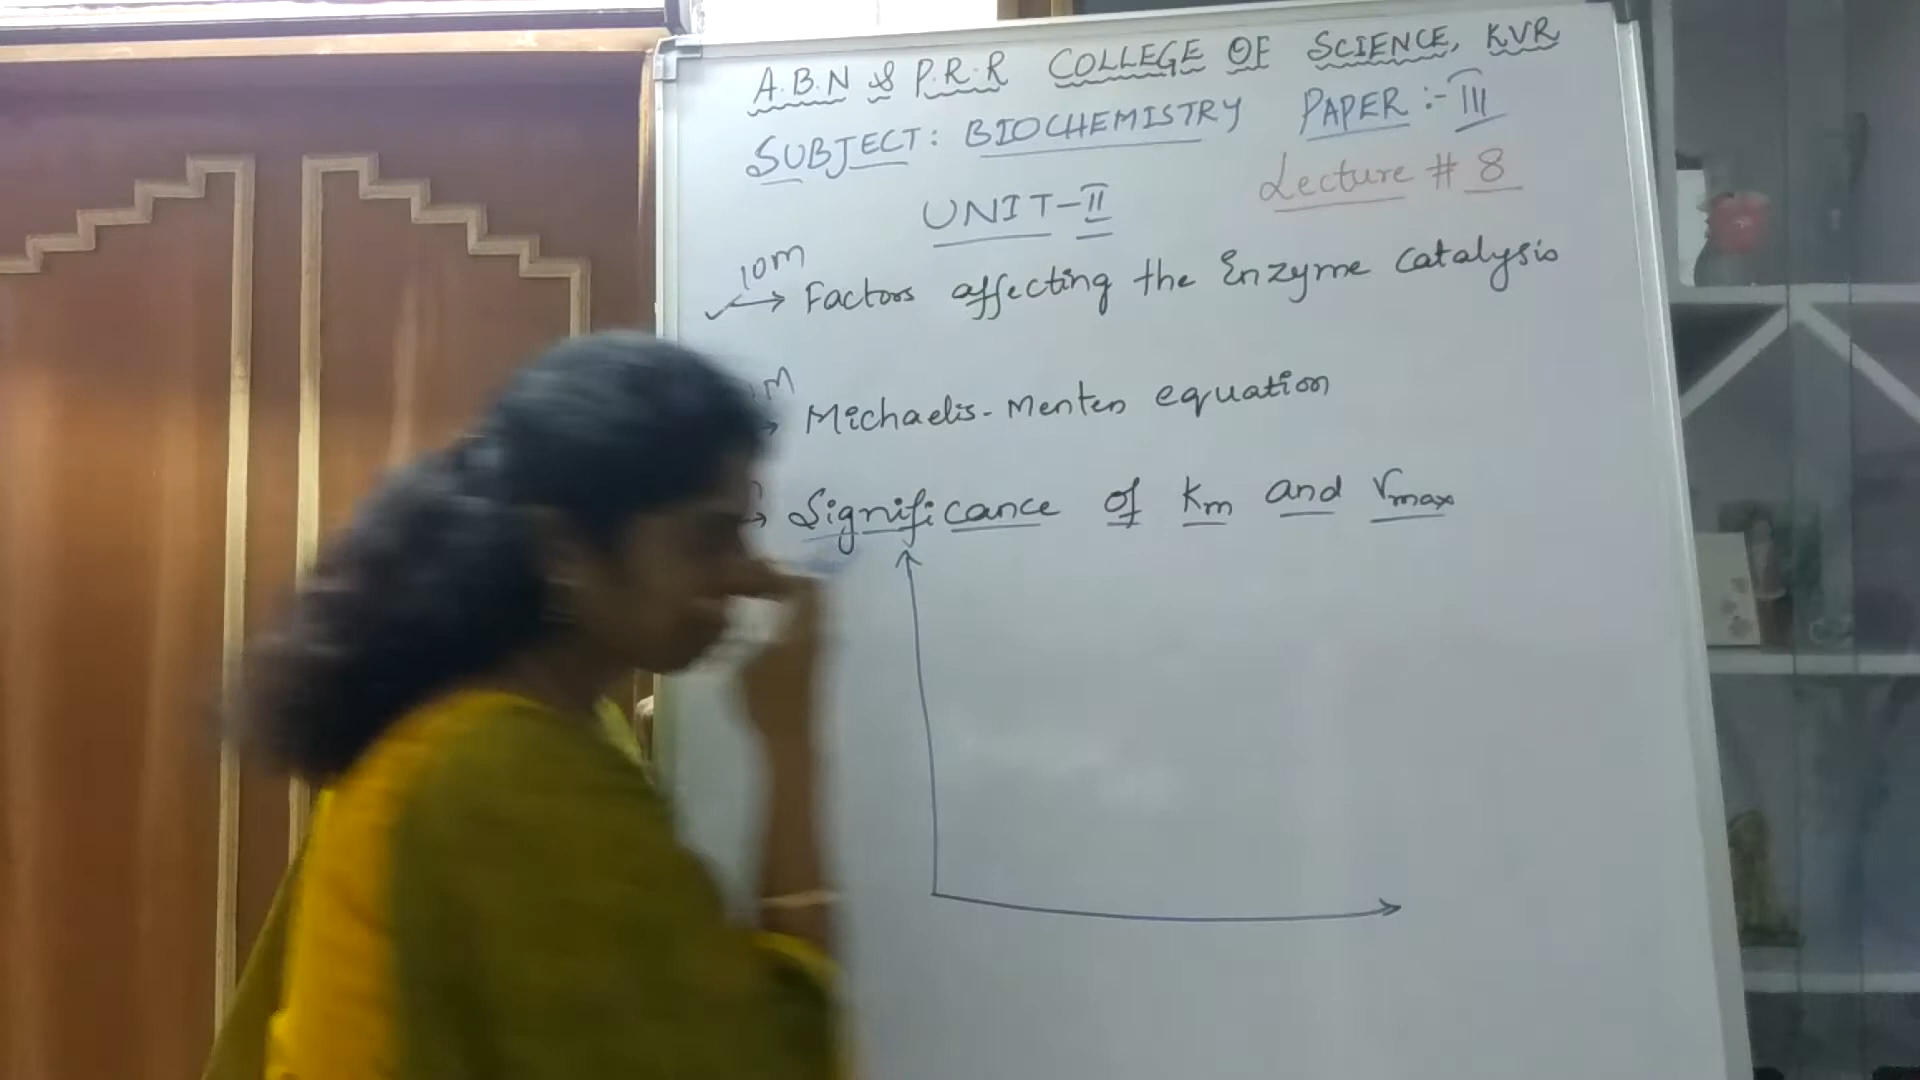 A.B.N & P.R.R COLLEGE OF SCIENCE, KVR
SUBJECT: BIOCHEMISTRY PAPER:- III
UNIT-II Lecture # 8
10M
→ Factors affecting the Enzyme catalysis
M
→ Michaelis-Menten equation
→ Significance of Km and Vmax